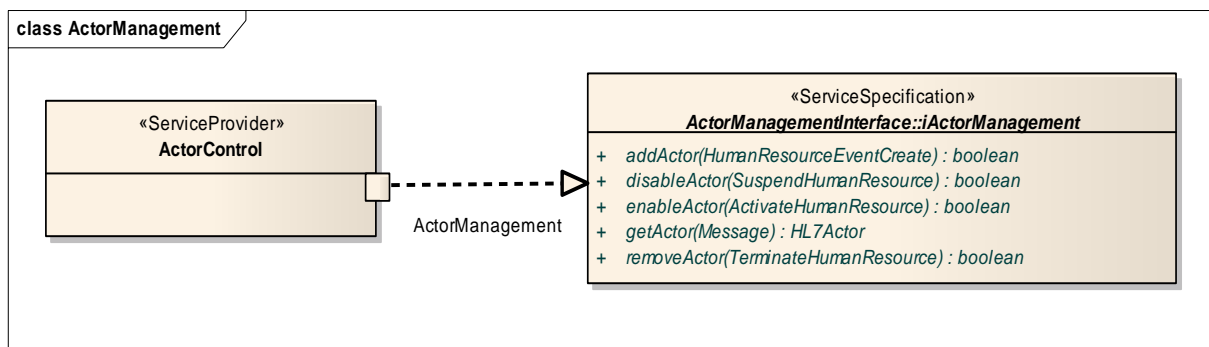 class ActorManagement
«ServiceProvider»
ActorControl
ActorManagement
«ServiceSpecification»
ActorManagementInterface::iActorManagement
+ addActor(HumanResourceEventCreate) : boolean
+ disableActor(SuspendHumanResource) : boolean
+ enableActor(ActivateHumanResource) : boolean
+ getActor(Message) : HL7Actor
+ removeActor(TerminateHumanResource) : boolean